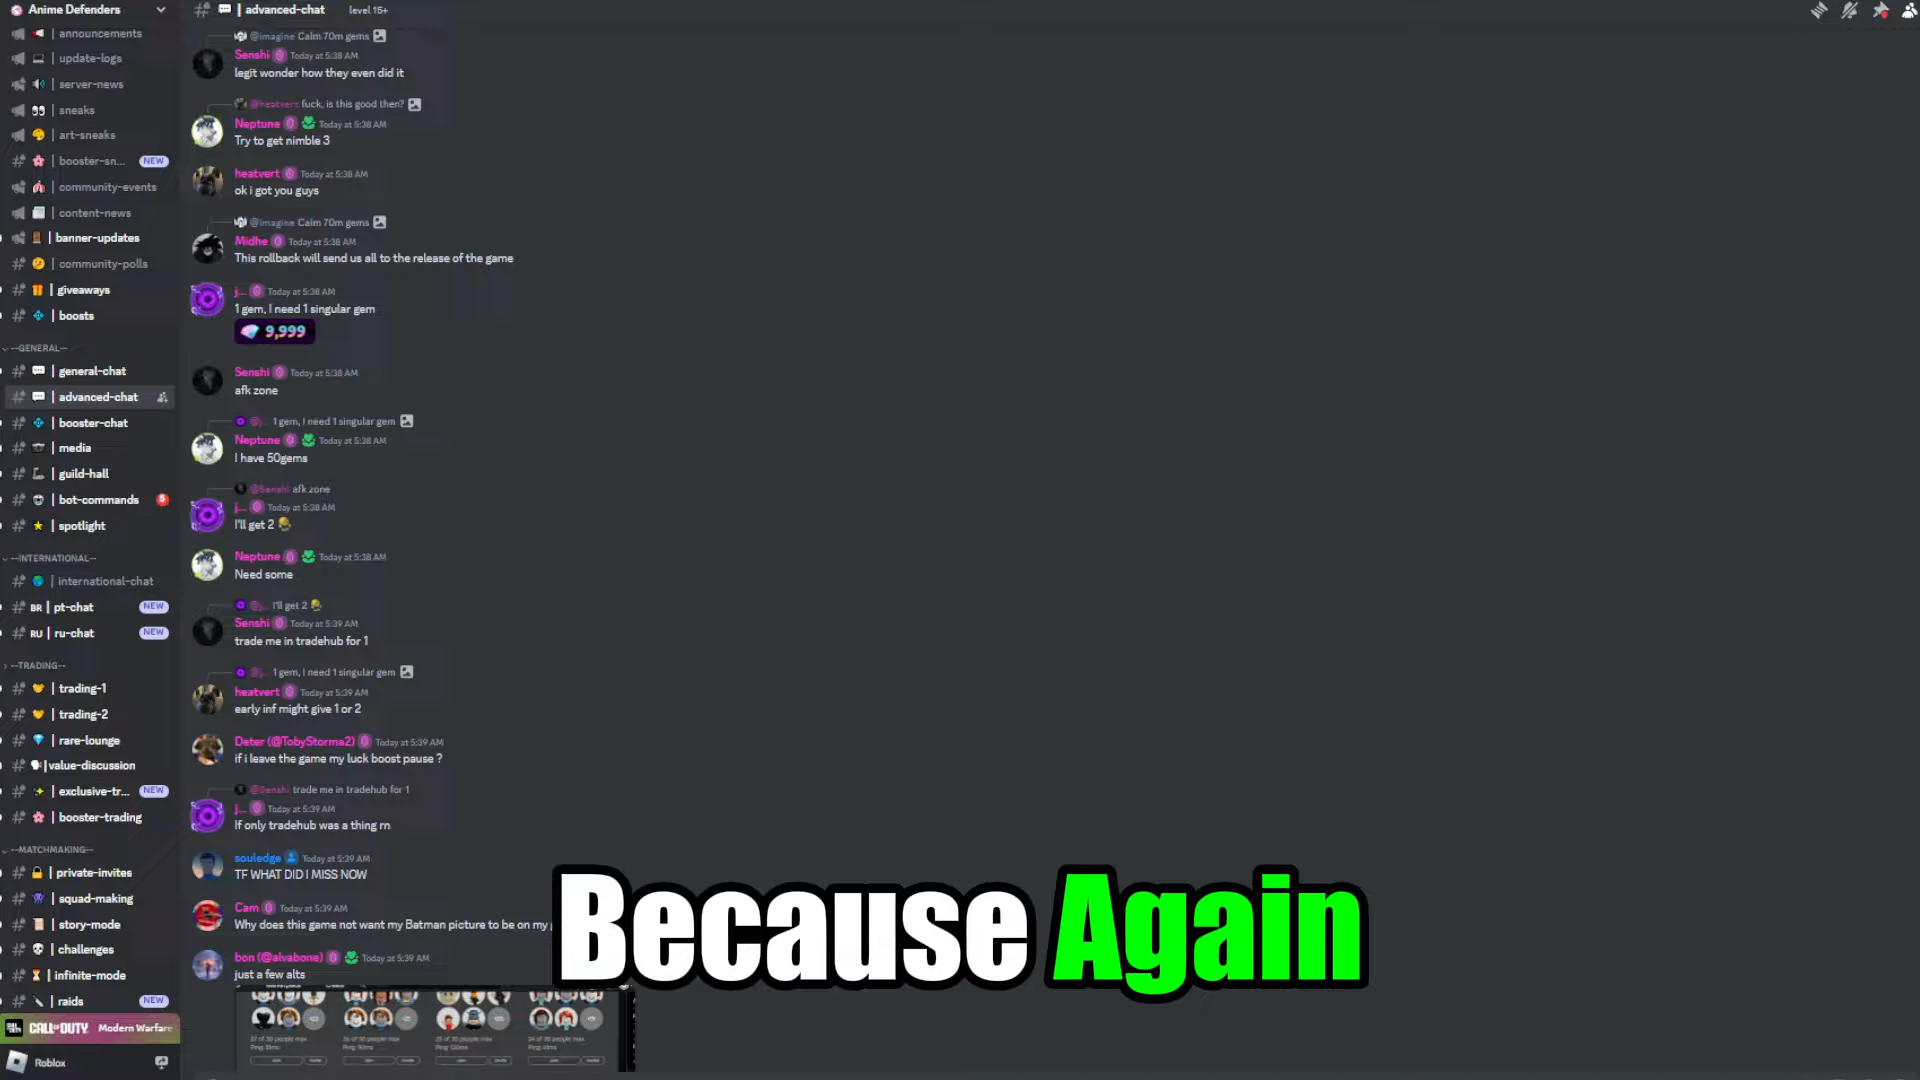 Anime Defenders
announcements
update-logs
server-news
sneaks
art-sneaks
booster-sn... NEW
community-events
content-news
banner-updates
community-polls
giveaways
boosts
--GENERAL--
general-chat
advanced-chat
booster-chat
media
guild-hall
bot-commands 5
spotlight
--INTERNATIONAL--
international-chat
BR | pt-chat NEW
RU | ru-chat NEW
--TRADING--
trading-1
trading-2
rare-lounge
value-discussion
exclusive-tr... NEW
booster-trading
--MATCHMAKING--
private-invites
squad-making
story-mode
challenges
infinite-mode
raids NEW
CALL OF DUTY Modern Warfare
Roblox
advanced-chat level 15+
@imagine Calm 70m gems
Senshi Today at 5:38 AM
legit wonder how they even did it
@heatvert fuck, is this good then?
Neptune Today at 5:38 AM
Try to get nimble 3
heatvert Today at 5:38 AM
ok i got you guys
@imagine Calm 70m gems
Midhe Today at 5:38 AM
This rollback will send us all to the release of the game
j... Today at 5:38 AM
1 gem, I need 1 singular gem
9,999
Senshi Today at 5:38 AM
afk zone
@j... 1 gem, I need 1 singular gem
Neptune Today at 5:38 AM
I have 50gems
@Senshi afk zone
j... Today at 5:38 AM
I'll get 2
Neptune Today at 5:38 AM
Need some
@j... I'll get 2
Senshi Today at 5:39 AM
trade me in tradehub for 1
@j... 1 gem, I need 1 singular gem
heatvert Today at 5:39 AM
early inf might give 1 or 2
Deter (@TobyStorma2) Today at 5:39 AM
if i leave the game my luck boost pause ?
@Senshi trade me in tradehub for 1
j... Today at 5:39 AM
If only tradehub was a thing rn
souledge Today at 5:39 AM
TF WHAT DID I MISS NOW
Cam Today at 5:39 AM
Why does this game not want my Batman picture to be on my
bon (@alvabone) Today at 5:39 AM
just a few alts
Because Again